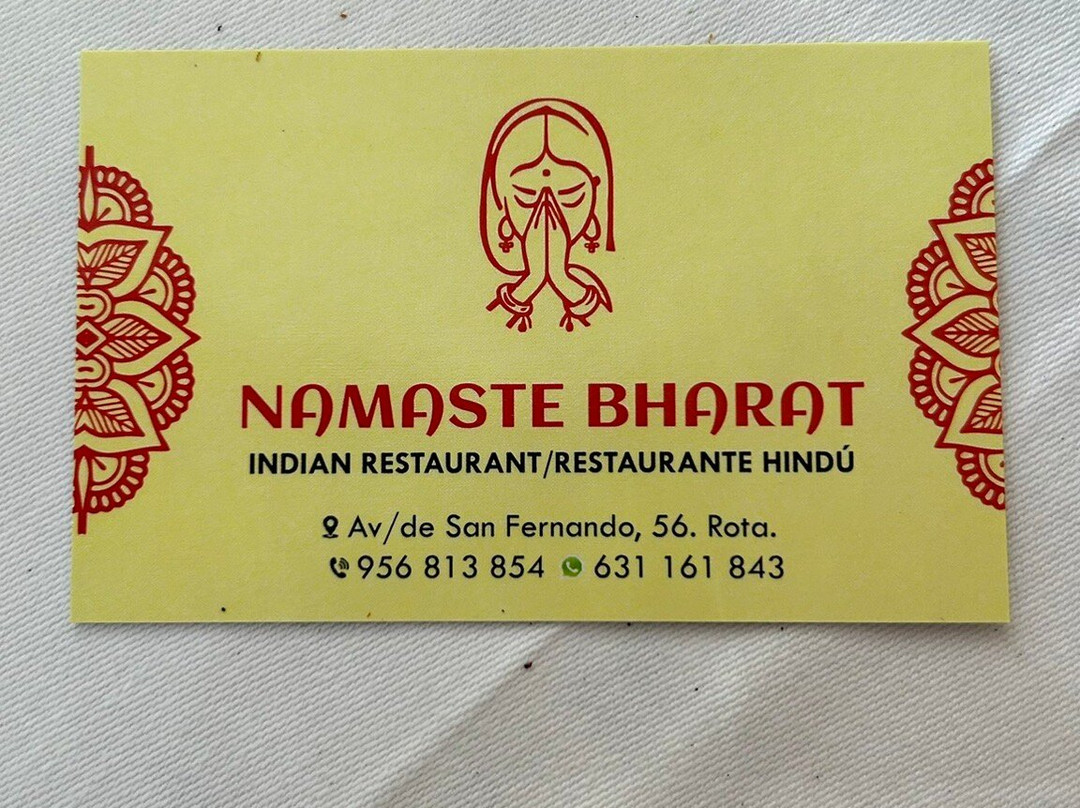 NAMASTE BHARAT
INDIAN RESTAURANT/RESTAURANTE HINDÚ
Av/de San Fernando, 56. Rota.
956 813 854 631 161 843